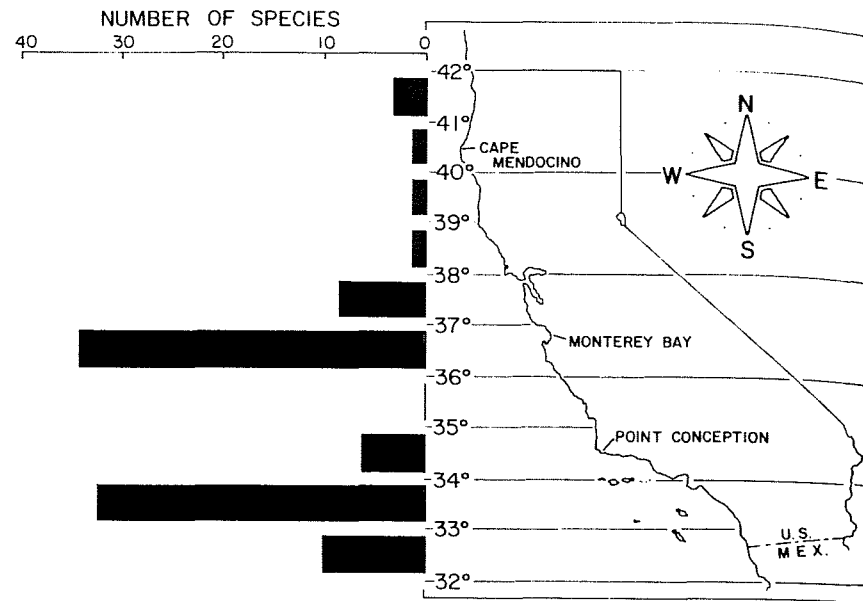 NUMBER OF SPECIES
40 30 20 10 0
42°
41°
CAPE
MENDOCINO
40°
39°
38°
37°
MONTEREY BAY
36°
35°
POINT CONCEPTION
34°
33°
32°
N
W E
S
U.S.
MEX.